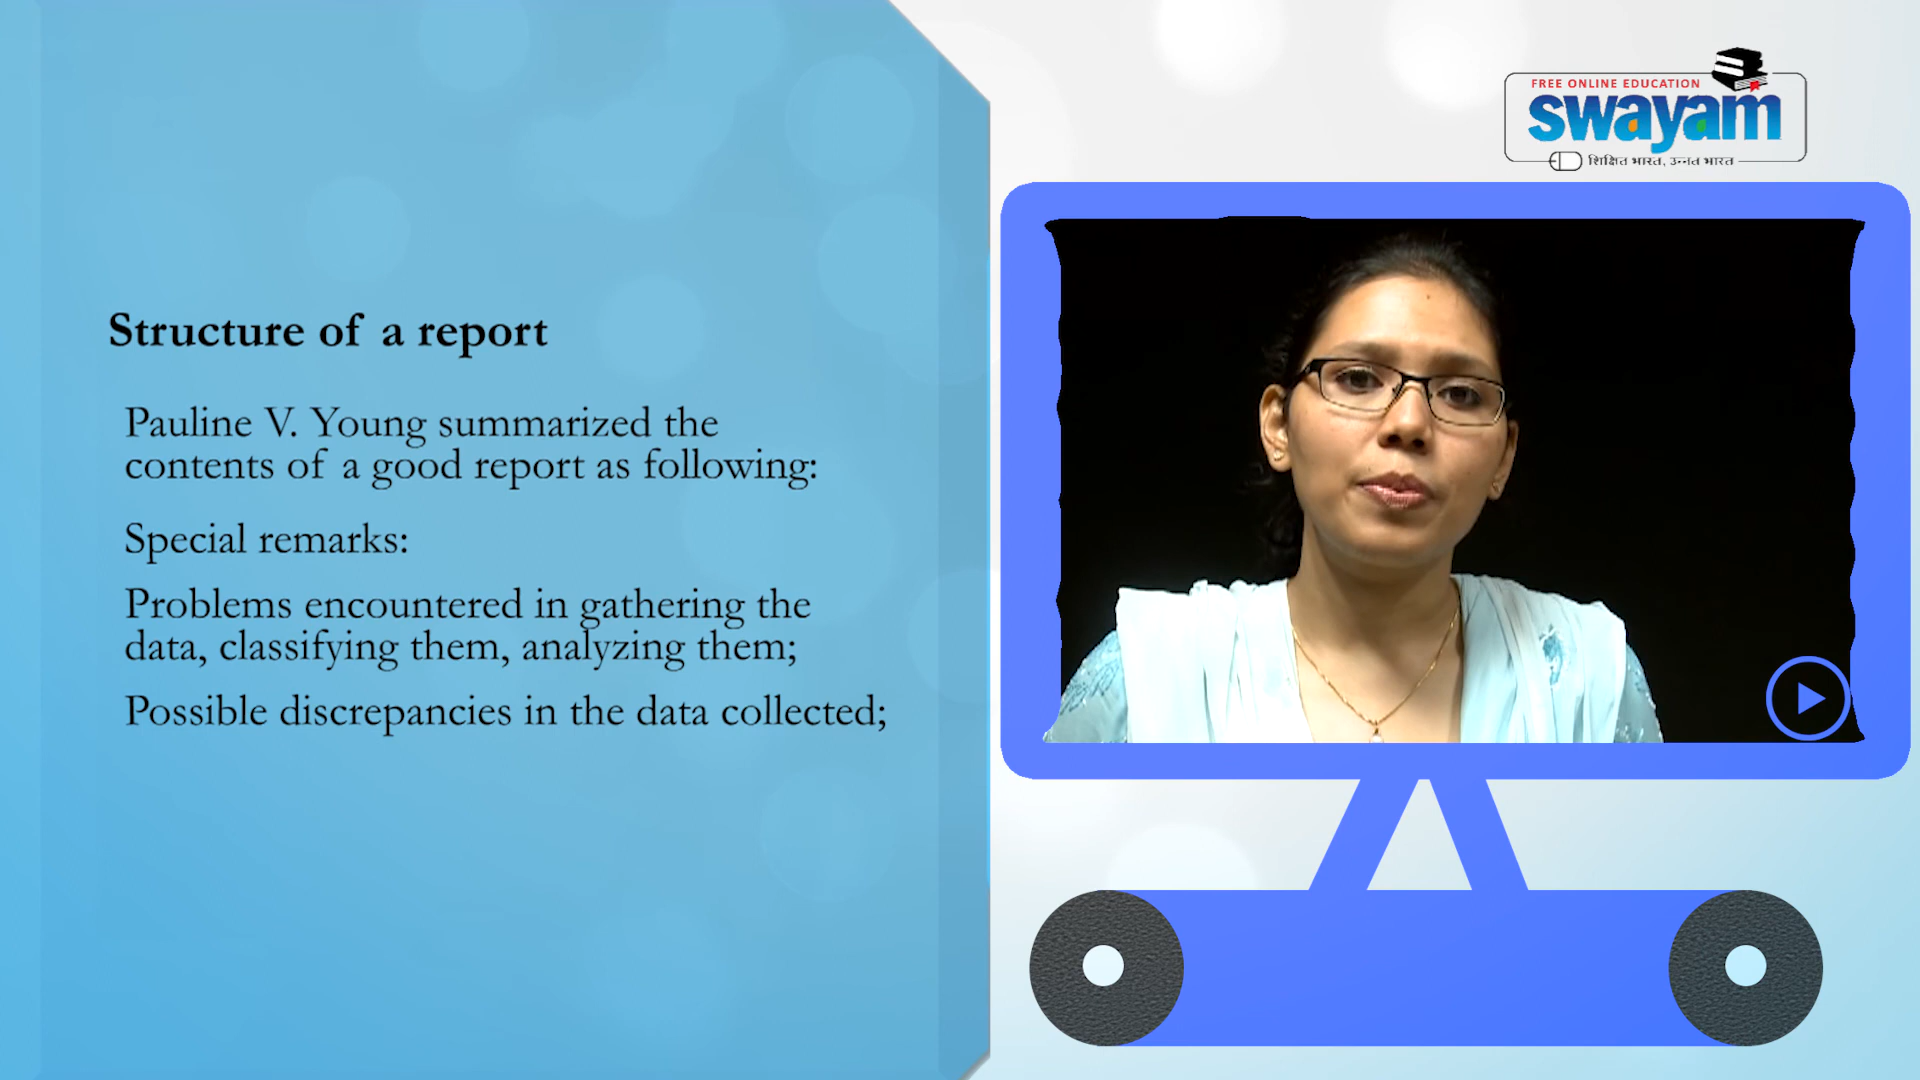 Structure of a report
Pauline V. Young summarized the
contents of a good report as following:
Special remarks:
Problems encountered in gathering the
data, classifying them, analyzing them;
Possible discrepancies in the data collected;
FREE ONLINE EDUCATION
swayam
शिक्षित भारत, उन्नत भारत